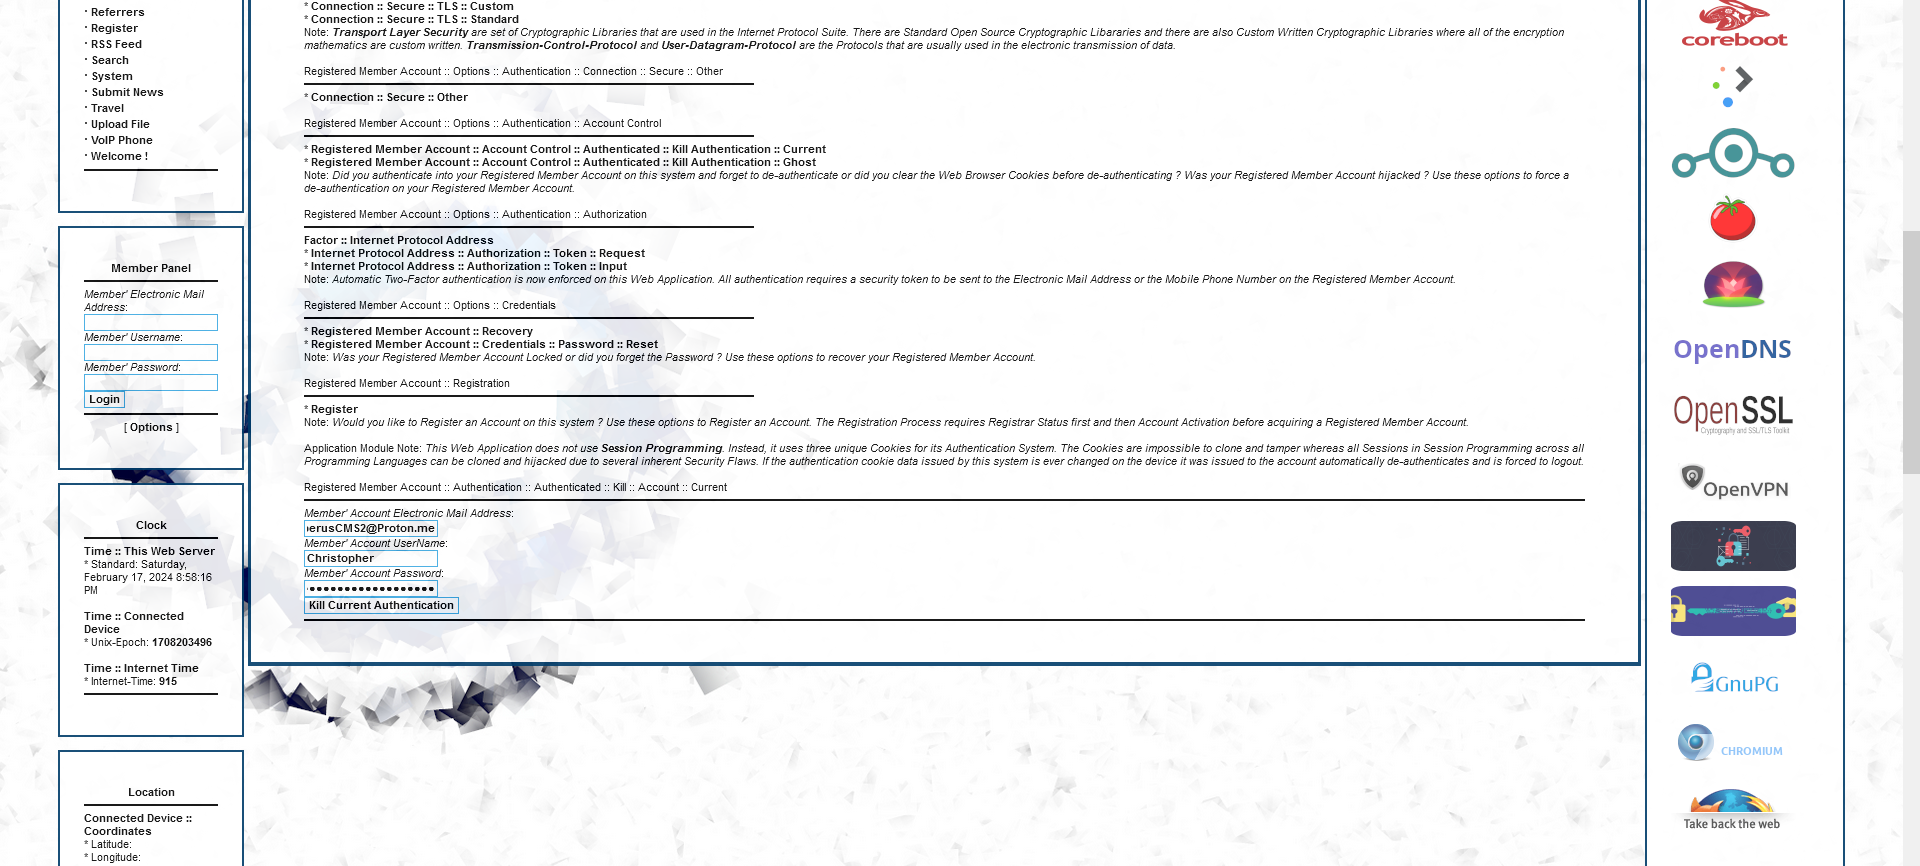 · Referrers
· Register
· RSS Feed
· Search
· System
· Submit News
· Travel
· Upload File
· VoIP Phone
· Welcome !
Member Panel
Member' Electronic Mail
Address:
Member' Username:
Member' Password:
Login
[ Options ]
Clock
Time :: This Web Server
* Standard: Saturday,
February 17, 2024 8:58:16
PM
Time :: Connected
Device
* Unix-Epoch: 1708203496
Time :: Internet Time
* Internet-Time: 915
Location
Connected Device ::
Coordinates
* Latitude:
* Longitude:
* Connection :: Secure :: TLS :: Custom
* Connection :: Secure :: TLS :: Standard
Note: Transport Layer Security are set of Cryptographic Libraries that are used in the Internet Protocol Suite. There are Standard Open Source Cryptographic Libararies and there are also Custom Written Cryptographic Libraries where all of the encryption
mathematics are custom written. Transmission-Control-Protocol and User-Datagram-Protocol are the Protocols that are usually used in the electronic transmission of data.
Registered Member Account :: Options :: Authentication :: Connection :: Secure :: Other
* Connection :: Secure :: Other
Registered Member Account :: Options :: Authentication :: Account Control
* Registered Member Account :: Account Control :: Authenticated :: Kill Authentication :: Current
* Registered Member Account :: Account Control :: Authenticated :: Kill Authentication :: Ghost
Note: Did you authenticate into your Registered Member Account on this system and forget to de-authenticate or did you clear the Web Browser Cookies before de-authenticating ? Was your Registered Member Account hijacked ? Use these options to force a
de-authentication on your Registered Member Account.
Registered Member Account :: Options :: Authentication :: Authorization
Factor :: Internet Protocol Address
* Internet Protocol Address :: Authorization :: Token :: Request
* Internet Protocol Address :: Authorization :: Token :: Input
Note: Automatic Two-Factor authentication is now enforced on this Web Application. All authentication requires a security token to be sent to the Electronic Mail Address or the Mobile Phone Number on the Registered Member Account.
Registered Member Account :: Options :: Credentials
* Registered Member Account :: Recovery
* Registered Member Account :: Credentials :: Password :: Reset
Note: Was your Registered Member Account Locked or did you forget the Password ? Use these options to recover your Registered Member Account.
Registered Member Account :: Registration
* Register
Note: Would you like to Register an Account on this system ? Use these options to Register an Account. The Registration Process requires Registrar Status first and then Account Activation before acquiring a Registered Member Account.
Application Module Note: This Web Application does not use Session Programming. Instead, it uses three unique Cookies for its Authentication System. The Cookies are impossible to clone and tamper whereas all Sessions in Session Programming across all
Programming Languages can be cloned and hijacked due to several inherent Security Flaws. If the authentication cookie data issued by this system is ever changed on the device it was issued to the account automatically de-authenticates and is forced to logout.
Registered Member Account :: Authentication :: Authenticated :: Kill :: Account :: Current
Member' Account Electronic Mail Address:
erusCMS2@Proton.me
Member' Account UserName:
Christopher
Member' Account Password:
Kill Current Authentication
coreboot
OpenDNS
OpenSSL
Cryptography and SSL/TLS Toolkit
OpenVPN
GnuPG
CHROMIUM
Take back the web